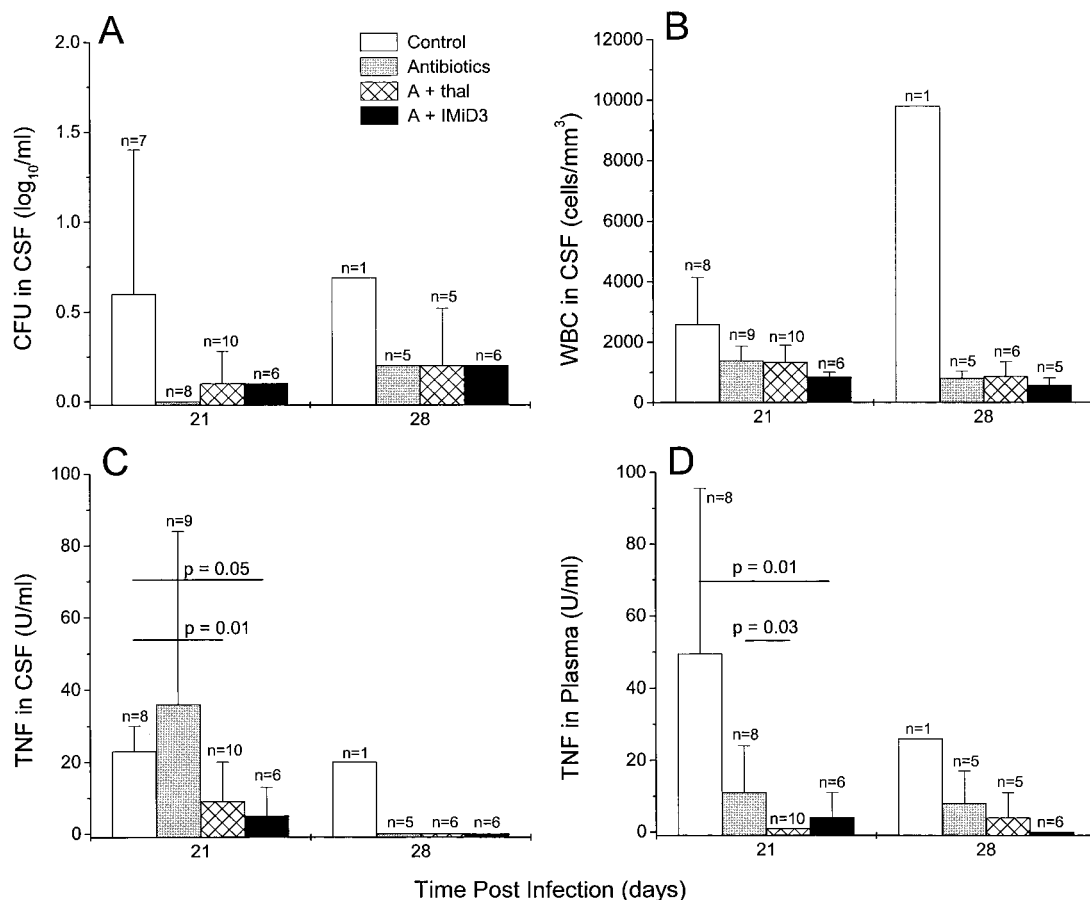 A
CFU in CSF (log10/ml)
2.0
1.5
1.0
0.5
0.0
Control
Antibiotics
A + thal
A + IMiD3
n=7
n=8
n=10
n=6
n=1
n=5
n=5
n=6
21
28
B
WBC in CSF (cells/mm3)
12000
10000
8000
6000
4000
2000
0
n=8
n=9
n=10
n=6
n=1
n=5
n=6
n=5
21
28
C
TNF in CSF (U/ml)
100
80
60
40
20
0
n=9
p = 0.05
p = 0.01
n=8
n=10
n=6
n=1
n=5
n=6
n=6
21
28
D
TNF in Plasma (U/ml)
100
80
60
40
20
0
n=8
p = 0.01
p = 0.03
n=8
n=10
n=6
n=1
n=5
n=5
n=6
21
28
Time Post Infection (days)